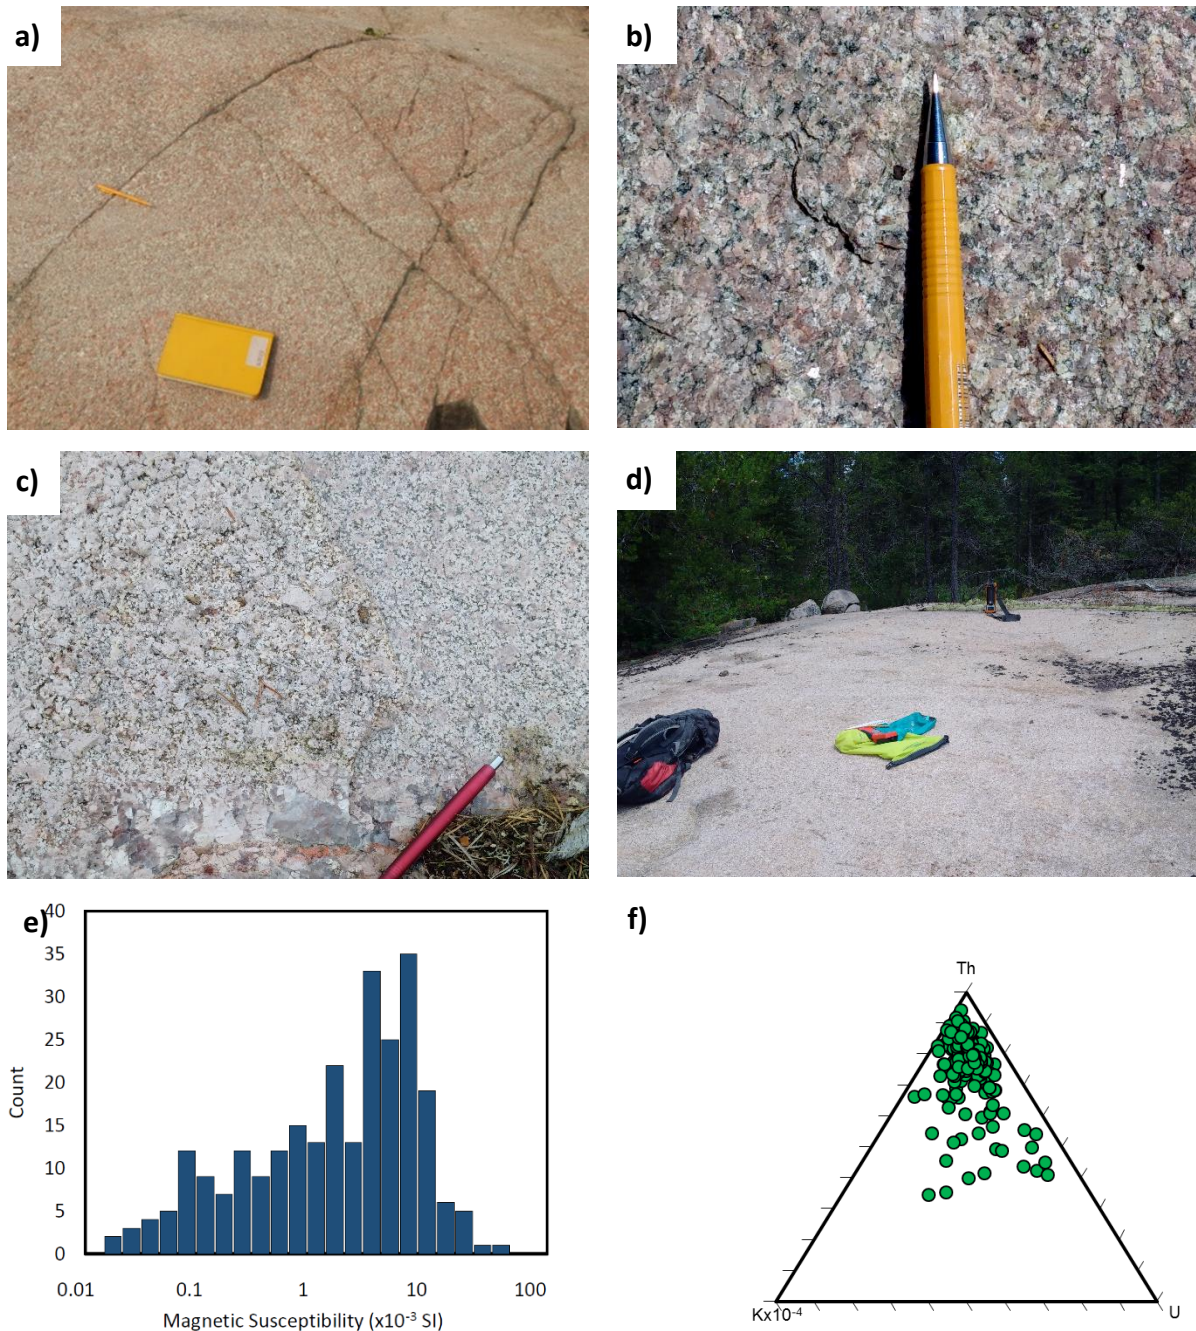 a)
b)
c)
d)
e)
40
35
30
25
20
15
10
5
0
Count
0.01 0.1 1 10 100
Magnetic Susceptibility (x10⁻³ SI)
f)
Th
Kx10⁻⁴
U